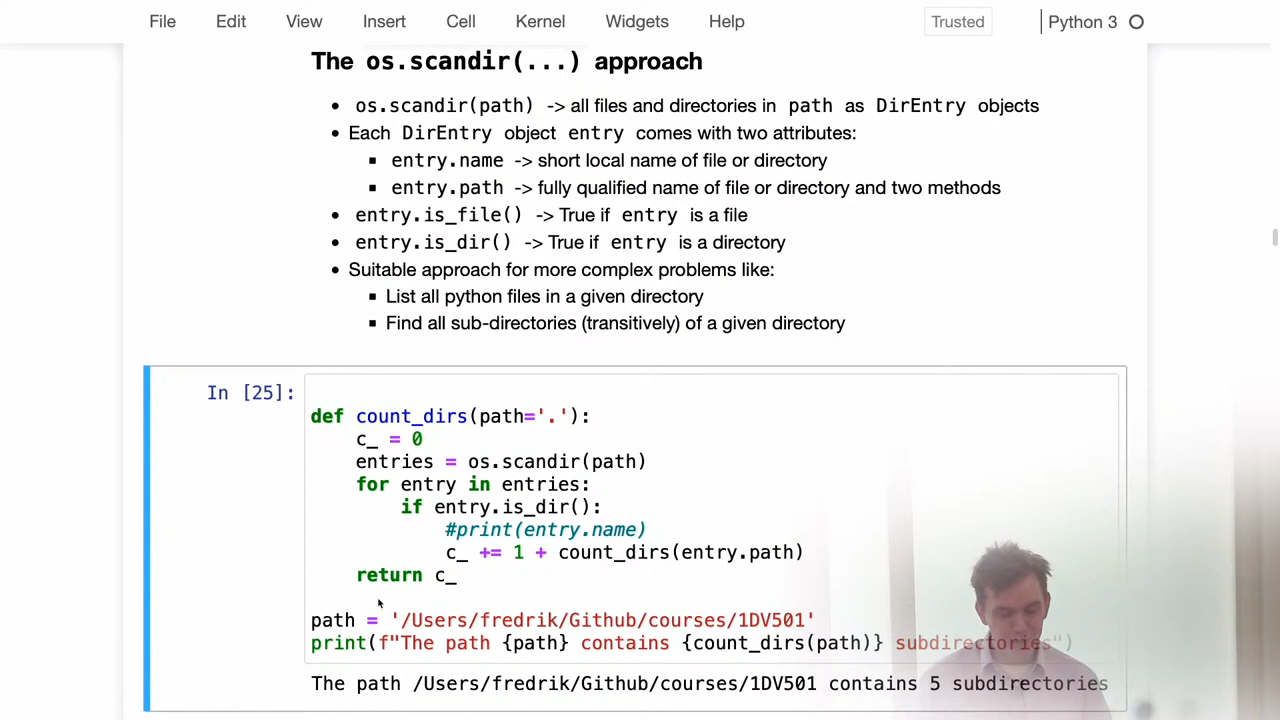 File Edit View Insert Cell Kernel Widgets Help Trusted Python 3
The os.scandir(...) approach
• os.scandir(path) -> all files and directories in path as DirEntry objects
• Each DirEntry object entry comes with two attributes:
▪ entry.name -> short local name of file or directory
▪ entry.path -> fully qualified name of file or directory and two methods
• entry.is_file() -> True if entry is a file
• entry.is_dir() -> True if entry is a directory
• Suitable approach for more complex problems like:
▪ List all python files in a given directory
▪ Find all sub-directories (transitively) of a given directory
In [25]:
def count_dirs(path='.'):
    c_ = 0
    entries = os.scandir(path)
    for entry in entries:
        if entry.is_dir():
            #print(entry.name)
            c_ += 1 + count_dirs(entry.path)
    return c_
path = '/Users/fredrik/Github/courses/1DV501'
print(f"The path {path} contains {count_dirs(path)} subdirectories")
The path /Users/fredrik/Github/courses/1DV501 contains 5 subdirectories